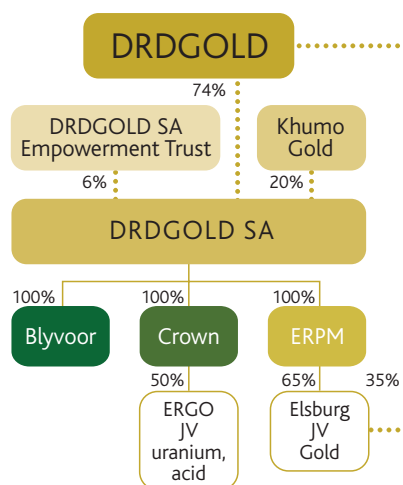 DRDGOLD
74%
DRDGOLD SA
Empowerment Trust
Khumo
Gold
6%
20%
DRDGOLD SA
100%
100%
100%
Blyvoor
Crown
ERPM
50%
65%
35%
ERGO
JV
uranium,
acid
Elsburg
JV
Gold